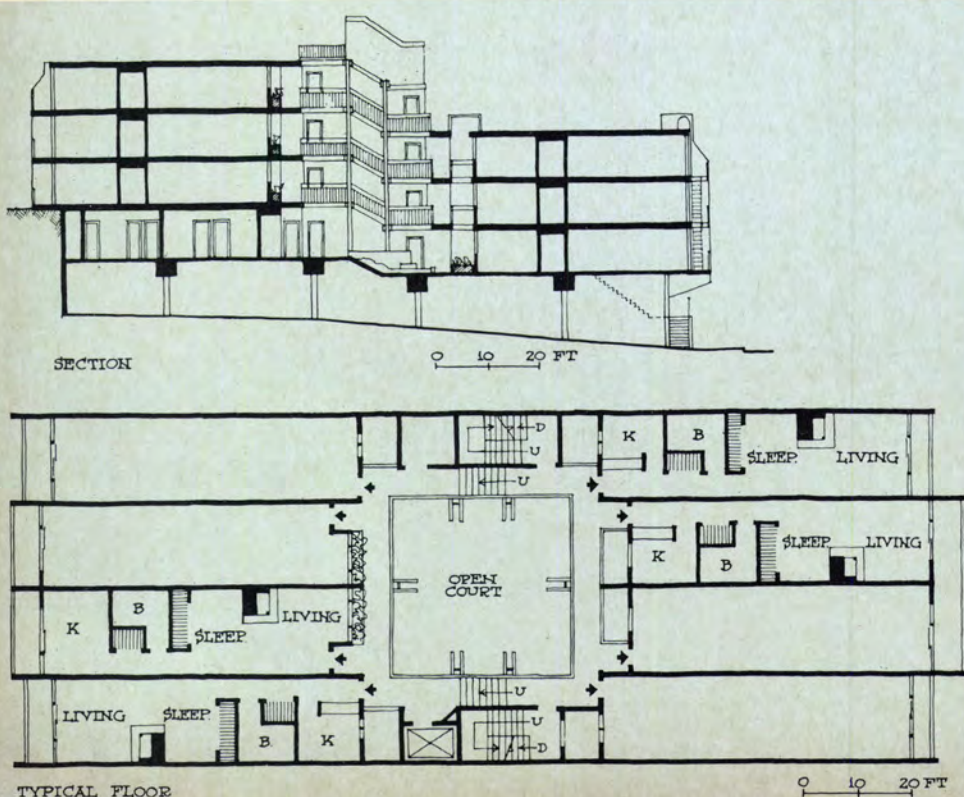 SECTION
0 10 20 FT
D
U
U
K
B
SLEEP.
LIVING
K
B
SLEEP
LIVING
OPEN
COURT
K
B
SLEEP.
LIVING
LIVING
SLEEP.
B
K
U
U
D
TYPICAL FLOOR
0 10 20 FT